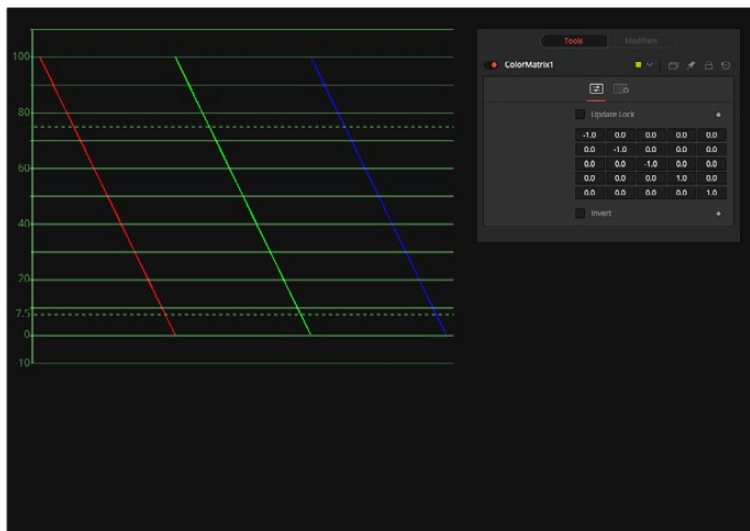 100
80
60
40
20
7.5
0
10
Tools Modifiers
ColorMatrix1
Update Lock
-1.0 0.0 0.0 0.0 0.0
0.0 -1.0 0.0 0.0 0.0
0.0 0.0 -1.0 0.0 0.0
0.0 0.0 0.0 1.0 0.0
0.0 0.0 0.0 0.0 1.0
Invert